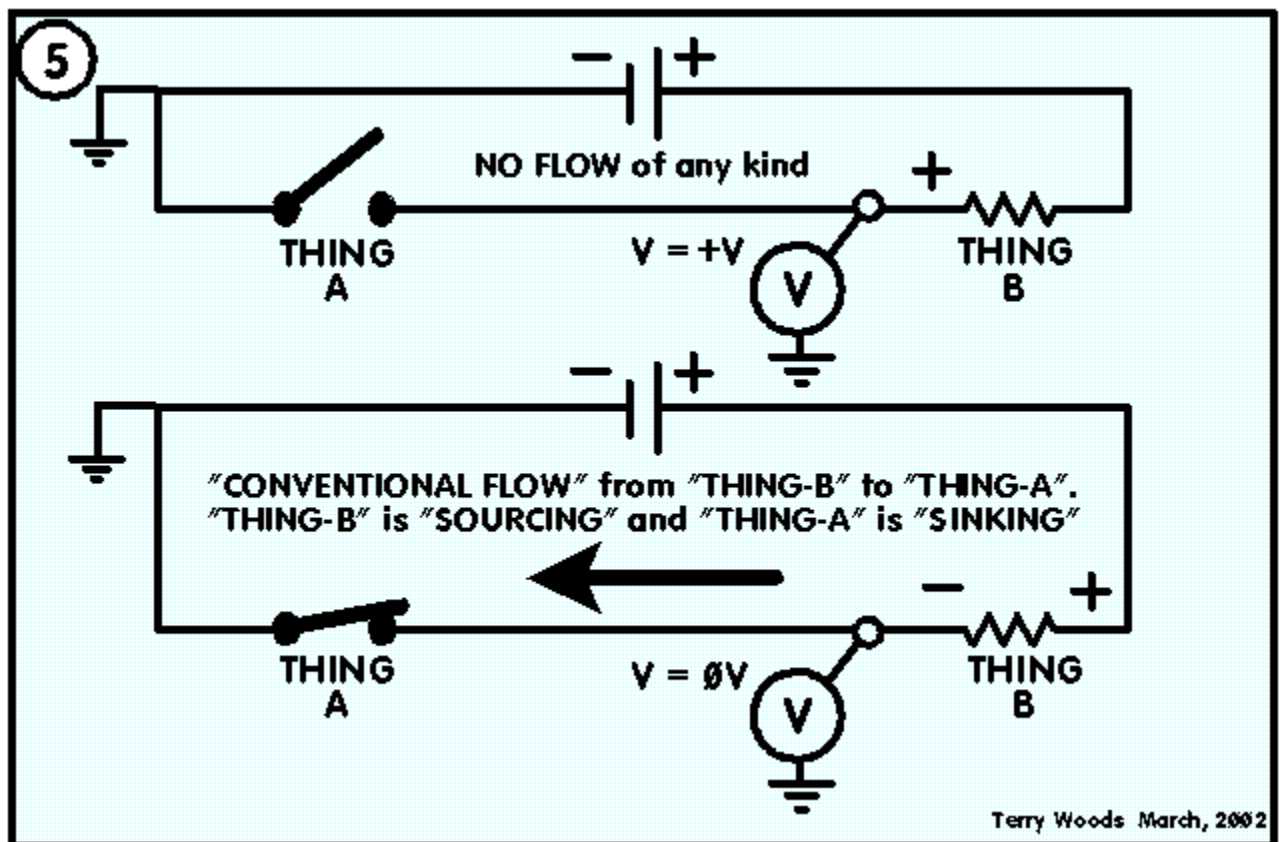 5
− +
NO FLOW of any kind
+
THING
A
V = +V
V
THING
B
− +
"CONVENTIONAL FLOW" from "THING-B" to "THING-A".
"THING-B" is "SOURCING" and "THING-A" is "SINKING"
− +
THING
A
V = ØV
V
THING
B
Terry Woods March, 2002